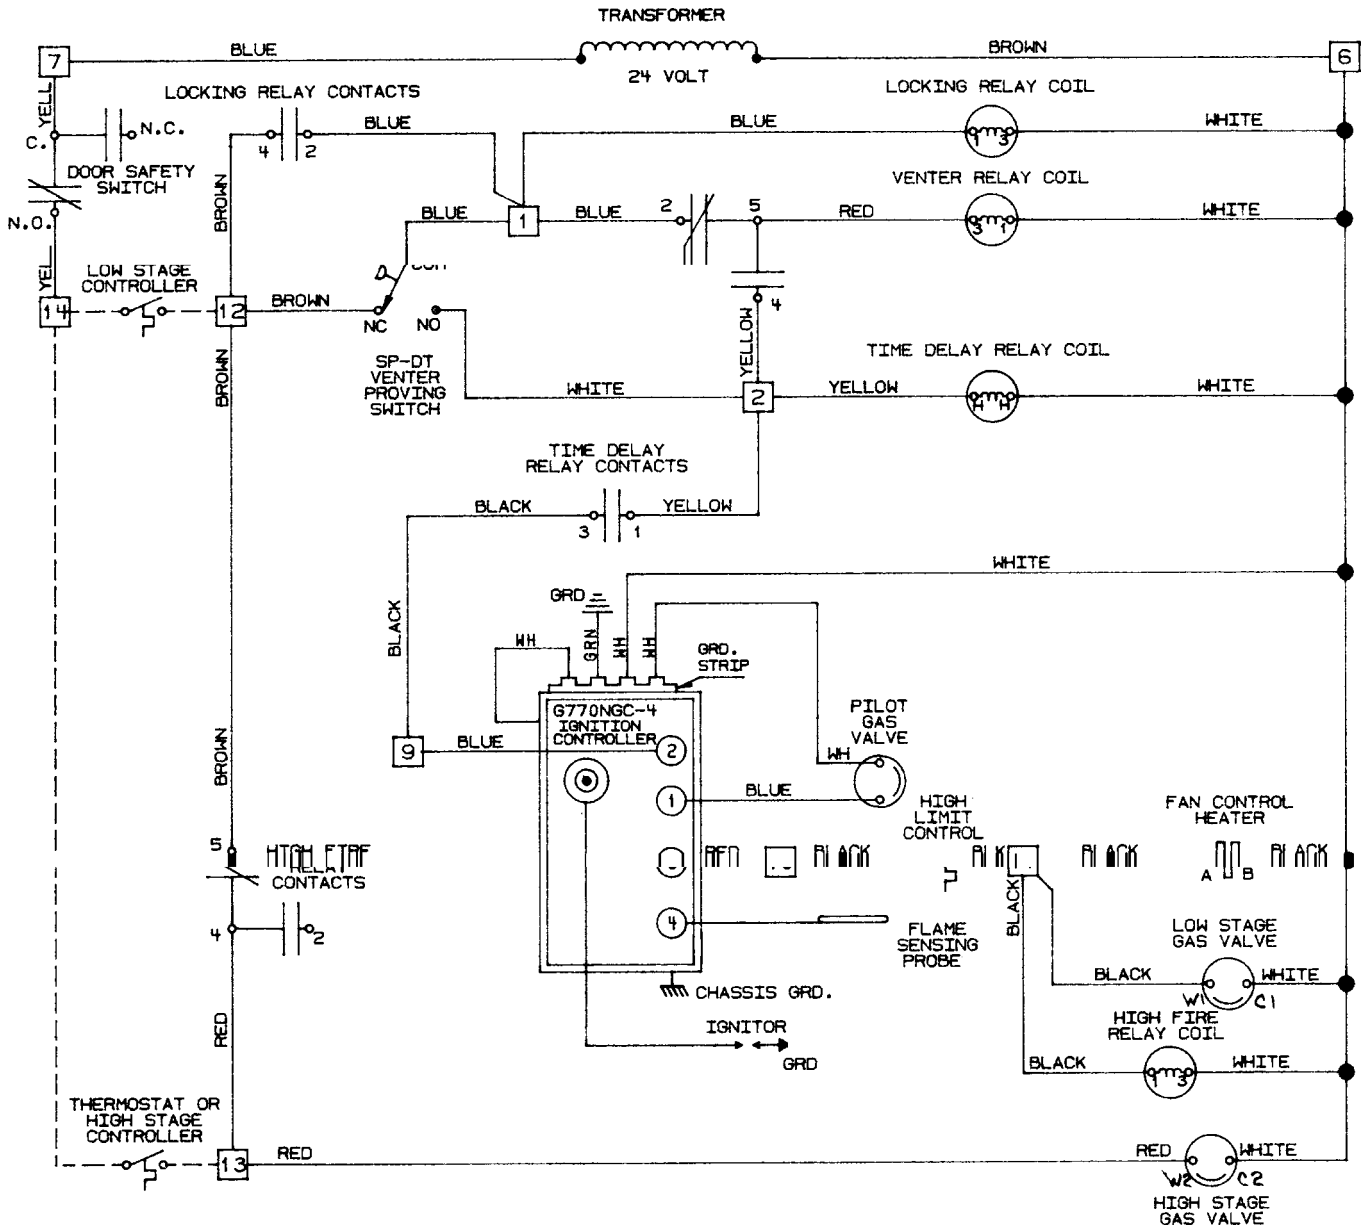 TRANSFORMER
7
BLUE
24 VOLT
BROWN
6
YELL
LOCKING RELAY CONTACTS
LOCKING RELAY COIL
C.
N.C.
4
2
BLUE
BLUE
1 3
WHITE
DOOR SAFETY
SWITCH
BROWN
VENTER RELAY COIL
N.O.
BLUE
1
BLUE
2
5
RED
3 1
WHITE
YEL
LOW STAGE
CONTROLLER
14
12
BROWN
NC
NO
4
SP-DT
VENTER
PROVING
SWITCH
BROWN
YELLOW
TIME DELAY RELAY COIL
WHITE
2
YELLOW
H H
WHITE
TIME DELAY
RELAY CONTACTS
BLACK
3
1
YELLOW
WHITE
BLACK
GRD
WH
GRN
WH
WH
GRD.
STRIP
G770NGC-4
IGNITION
CONTROLLER
PILOT
GAS
VALVE
BROWN
9
BLUE
2
WH
1
BLUE
HIGH
LIMIT
CONTROL
FAN CONTROL
HEATER
5
RELAY
CONTACTS
A
B
BLACK
4
2
4
FLAME
SENSING
PROBE
LOW STAGE
GAS VALVE
BLACK
WHITE
W1
C1
CHASSIS GRD.
RED
IGNITOR
GRD
HIGH FIRE
RELAY COIL
BLACK
1 3
WHITE
THERMOSTAT OR
HIGH STAGE
CONTROLLER
13
RED
RED
WHITE
W2
C2
HIGH STAGE
GAS VALVE